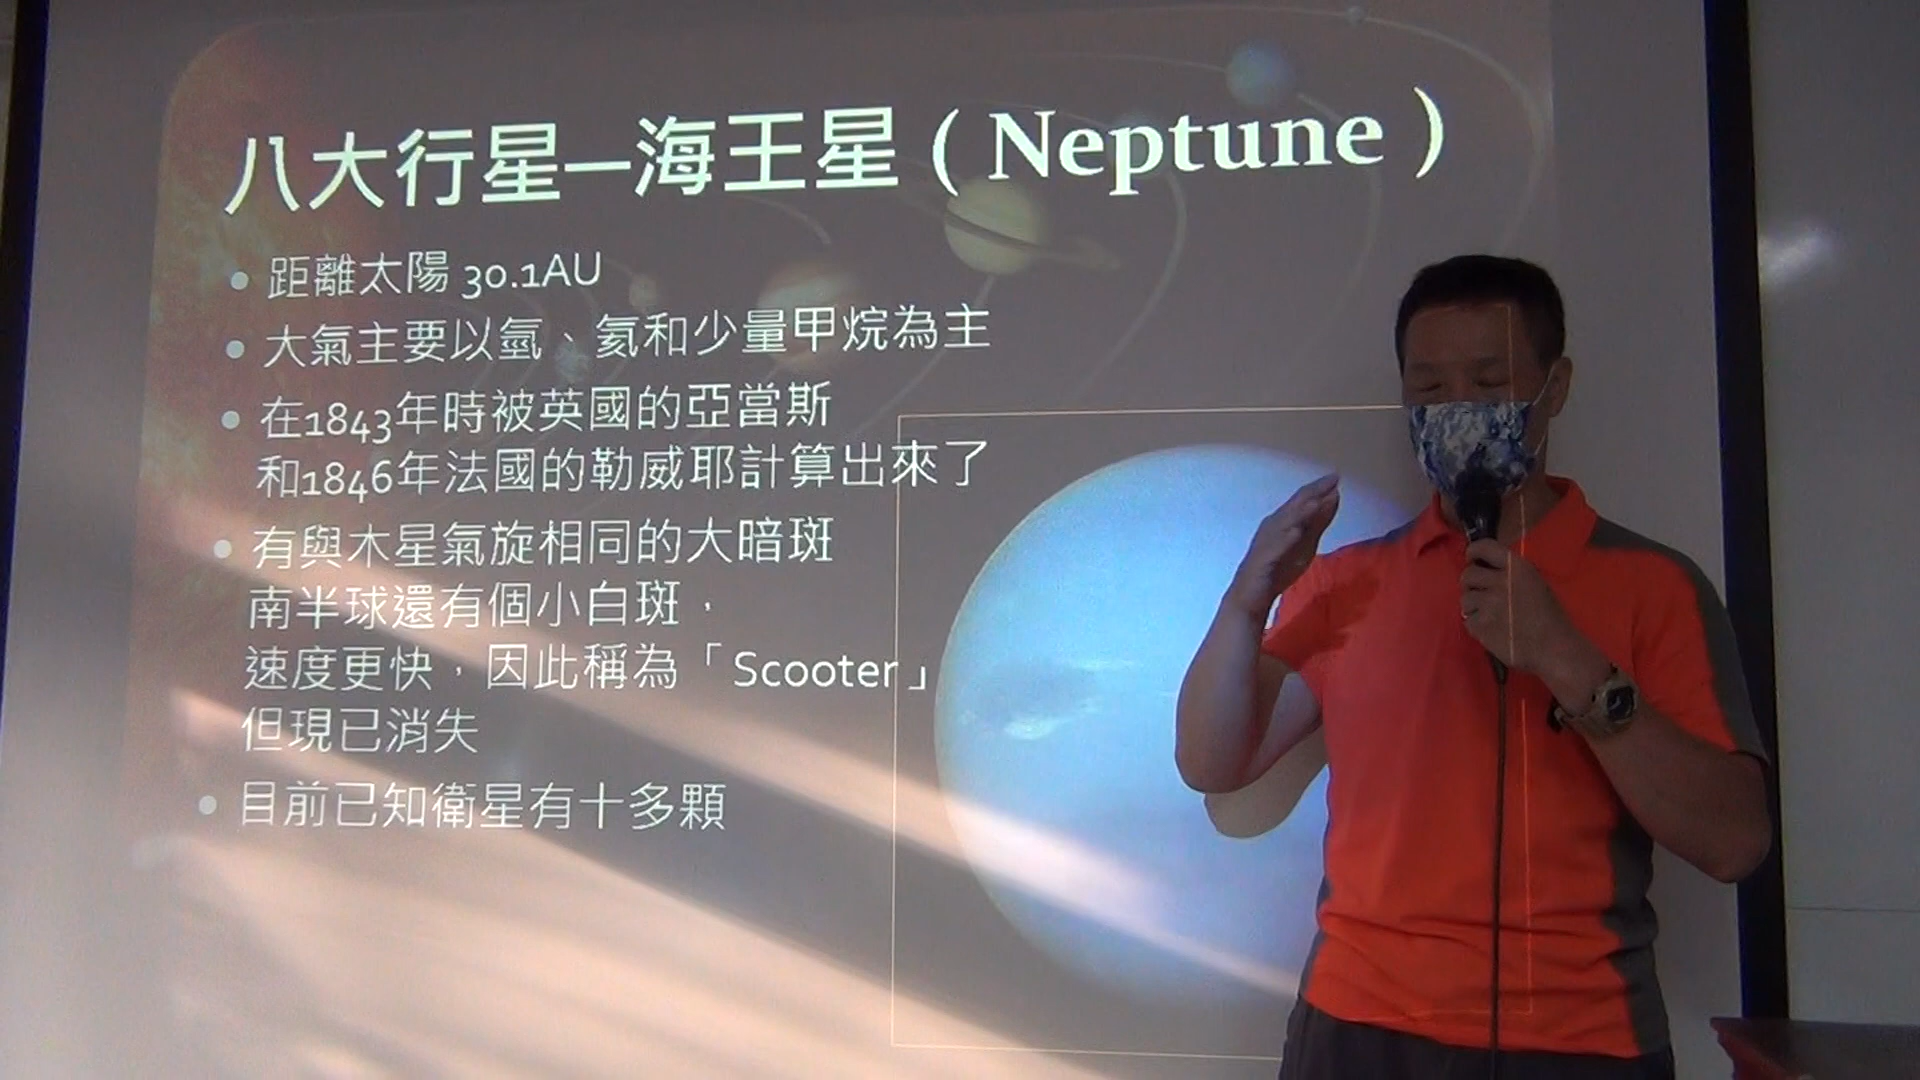 八大行星—海王星（Neptune）
• 距離太陽 30.1AU
• 大氣主要以氫、氦和少量甲烷為主
• 在1843年時被英國的亞當斯
和1846年法國的勒威耶計算出來了
• 有與木星氣旋相同的大暗斑
南半球還有個小白斑，
速度更快，因此稱為「Scooter」
但現已消失
• 目前已知衛星有十多顆